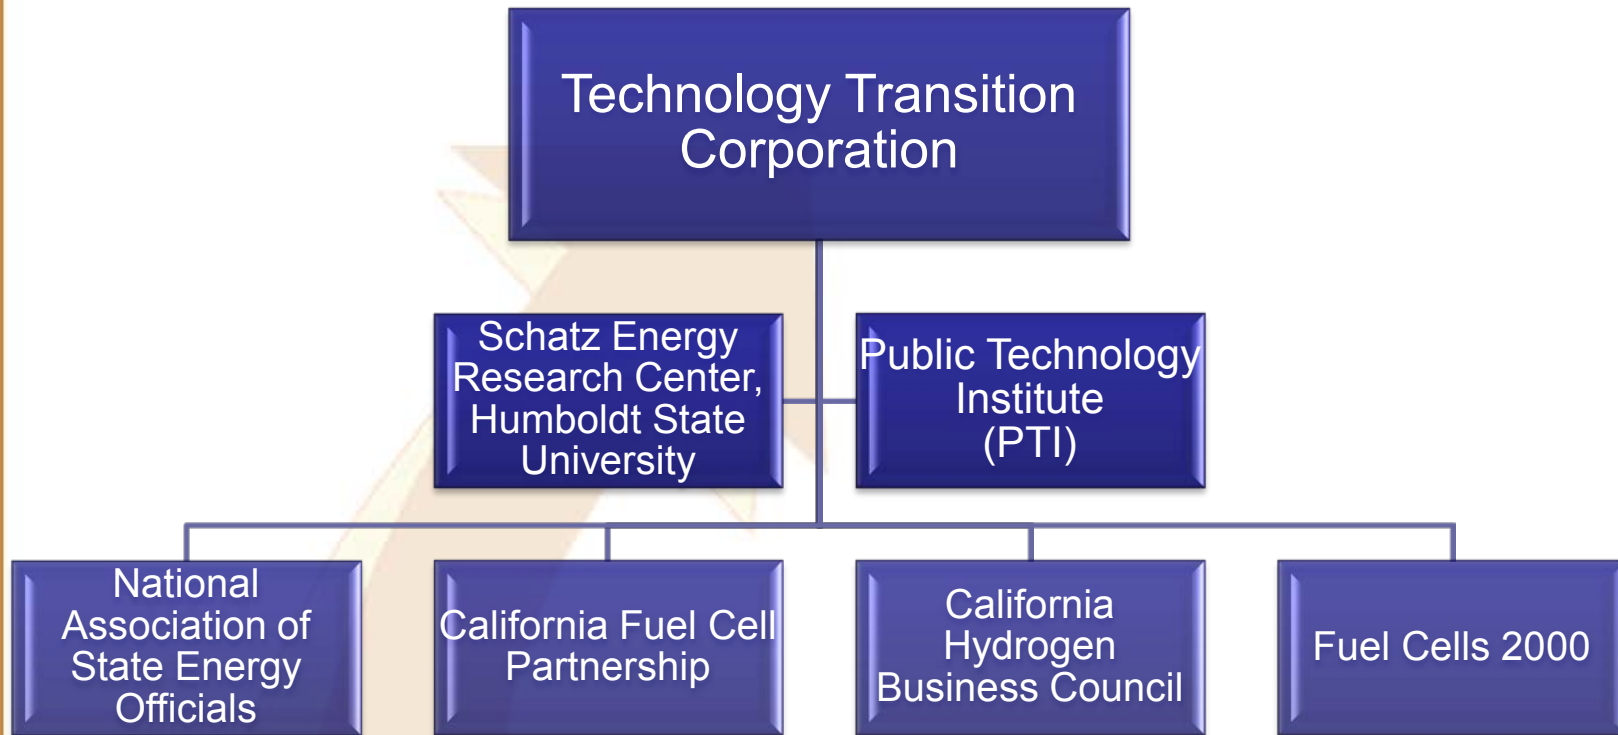 Technology Transition
Corporation
Schatz Energy
Research Center,
Humboldt State
University
Public Technology
Institute
(PTI)
National
Association of
State Energy
Officials
California Fuel Cell
Partnership
California
Hydrogen
Business Council
Fuel Cells 2000